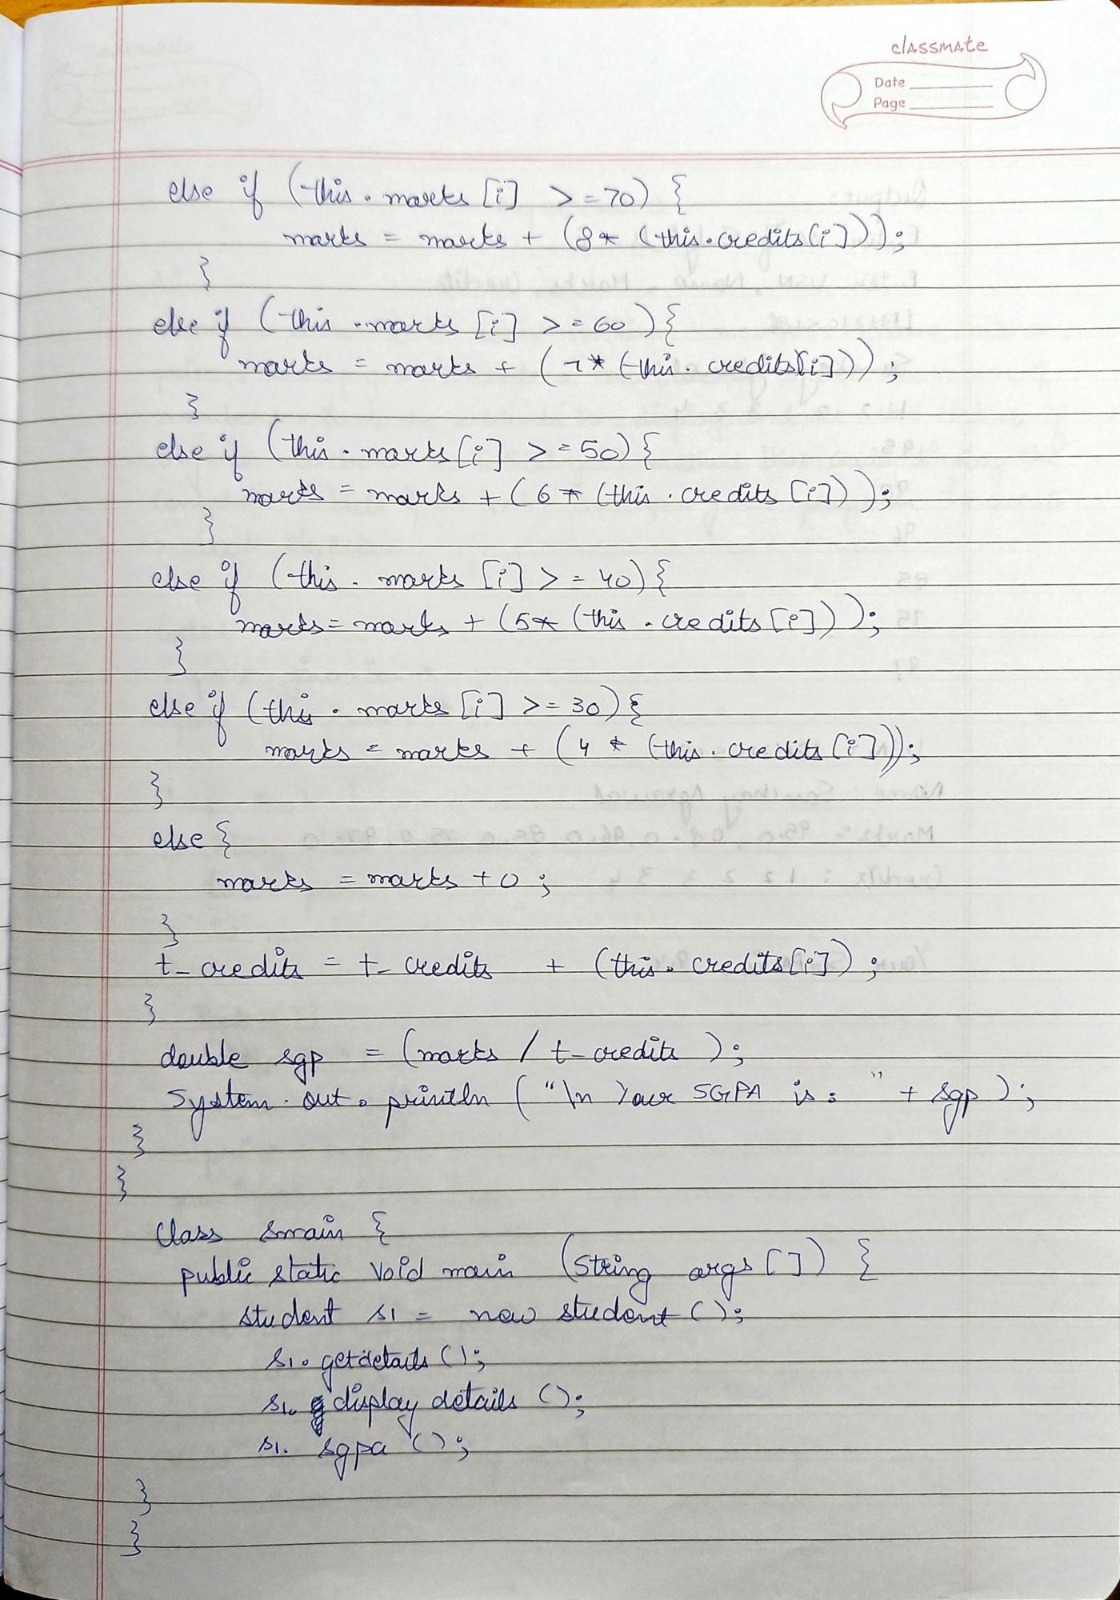 classmate
Date
Page
else if (this.marks[i] >=70) {
marks = marks + (8* (this.credits[i]));
}
else if (this.marks[i] >=60) {
marks = marks + (7* (this.credits[i]));
}
else if (this.marks[i] >=50) {
marks = marks + (6* (this.credits[i]));
}
else if (this.marks[i] >=40) {
marks = marks + (5* (this.credits[i]));
}
else if (this.marks[i] >=30) {
marks = marks + (4 * (this.credits[i]));
}
else {
marks = marks +0;
}
t_credits = t_credits + (this.credits[i]);
}
double sgp = (marks / t_credits);
System.out.println ("\n Your SGPA is: " + sgp);
}
}
class smain {
public static void main (String args[]) {
student s1 = new student();
s1.getdetails();
s1.displaydetails();
s1.sgpa();
}
}